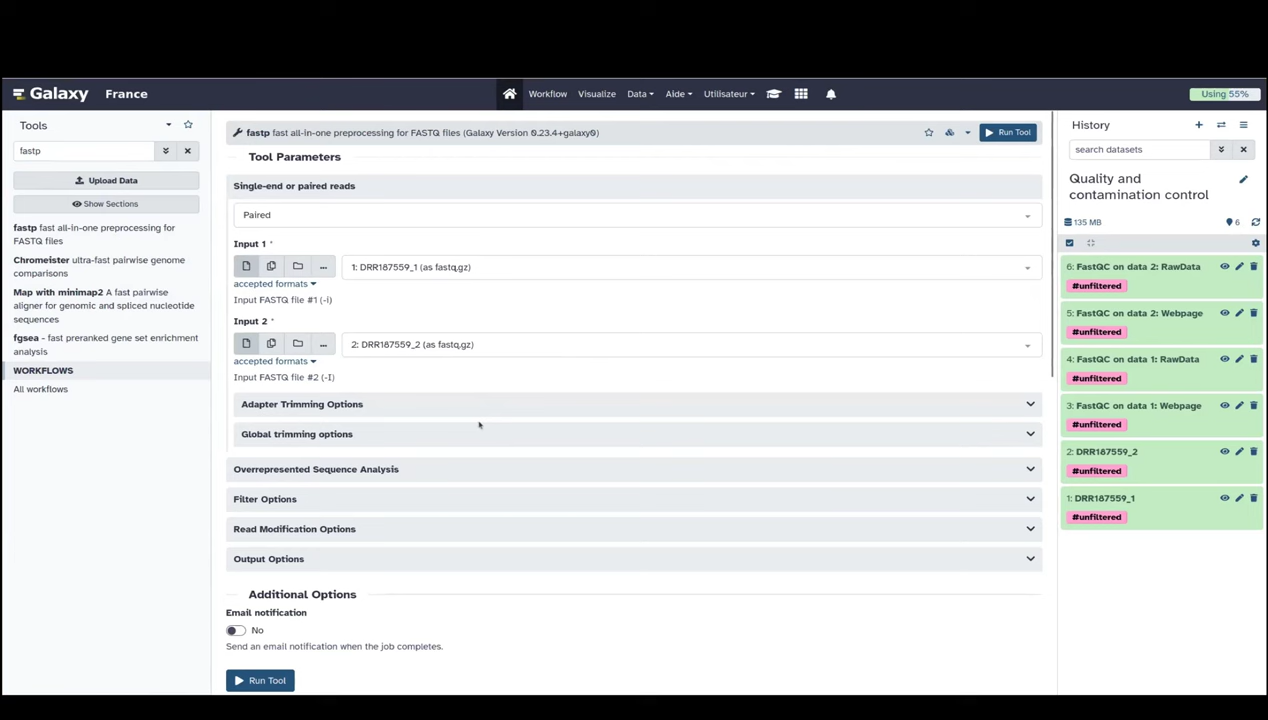 Galaxy France
Workflow Visualize Data Aide Utilisateur
Using 55%
Tools
fastp
Upload Data
Show Sections
fastp fast all-in-one preprocessing for
FASTQ files
Chromeister ultra-fast pairwise genome
comparisons
Map with minimap2 A fast pairwise
aligner for genomic and spliced nucleotide
sequences
fgsea - fast preranked gene set enrichment
analysis
WORKFLOWS
All workflows
fastp fast all-in-one preprocessing for FASTQ files (Galaxy Version 0.23.4+galaxy0)
Run Tool
Tool Parameters
Single-end or paired reads
Paired
Input 1 *
...
1: DRR187559_1 (as fastq.gz)
accepted formats
Input FASTQ file #1 (-i)
Input 2 *
...
2: DRR187559_2 (as fastq.gz)
accepted formats
Input FASTQ file #2 (-I)
Adapter Trimming Options
Global trimming options
Overrepresented Sequence Analysis
Filter Options
Read Modification Options
Output Options
Additional Options
Email notification
No
Send an email notification when the job completes.
Run Tool
History
search datasets
Quality and
contamination control
135 MB
6
6: FastQC on data 2: RawData
#unfiltered
5: FastQC on data 2: Webpage
#unfiltered
4: FastQC on data 1: RawData
#unfiltered
3: FastQC on data 1: Webpage
#unfiltered
2: DRR187559_2
#unfiltered
1: DRR187559_1
#unfiltered